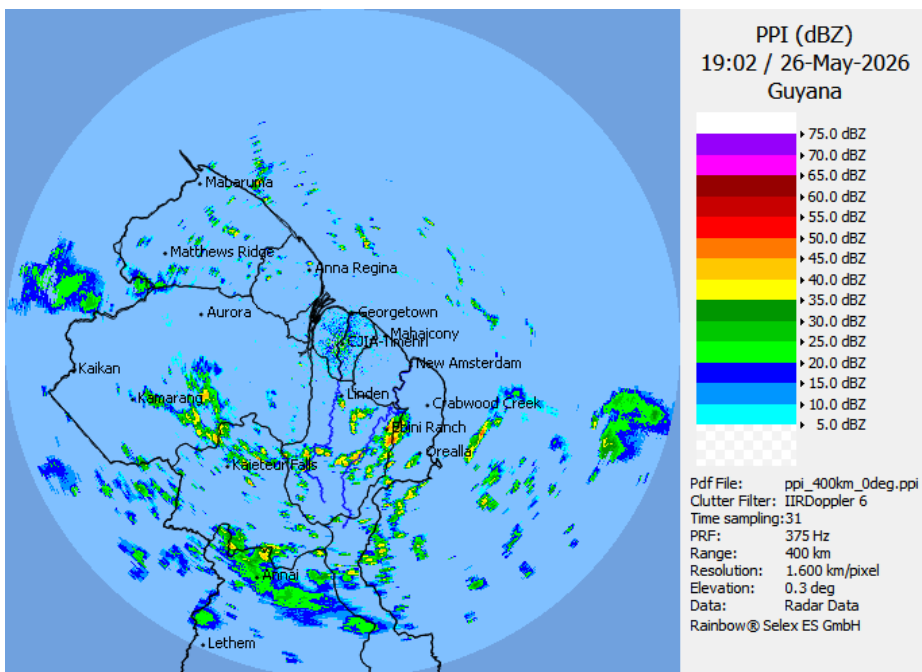 PPI (dBZ)
19:02 / 26-May-2026
Guyana
75.0 dBZ
70.0 dBZ
65.0 dBZ
60.0 dBZ
55.0 dBZ
50.0 dBZ
45.0 dBZ
40.0 dBZ
35.0 dBZ
30.0 dBZ
25.0 dBZ
20.0 dBZ
15.0 dBZ
10.0 dBZ
5.0 dBZ
Pdf File: ppi_400km_0deg.ppi
Clutter Filter: IIRDoppler 6
Time sampling:31
PRF: 375 Hz
Range: 400 km
Resolution: 1.600 km/pixel
Elevation: 0.3 deg
Data: Radar Data
Rainbow® Selex ES GmbH
Mabaruma
Matthews Ridge
Anna Regina
Aurora
Georgetown
Mahaicony
CJIA-Timehri
New Amsterdam
Kaikan
Kamarang
Linden
Crabwood Creek
Ebini Ranch
Orealla
Kaieteur Falls
Annai
Lethem